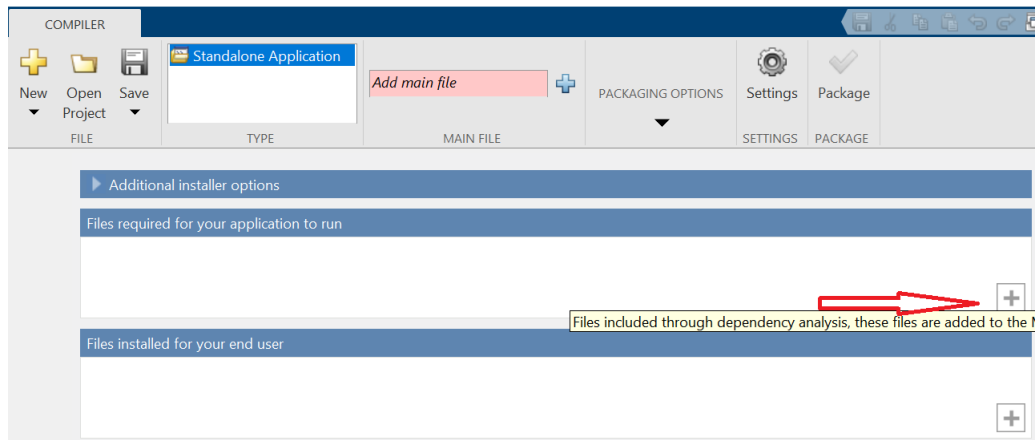 COMPILER
New
Open Project
Save
FILE
Standalone Application
TYPE
Add main file
MAIN FILE
PACKAGING OPTIONS
Settings
SETTINGS
Package
PACKAGE
Additional installer options
Files required for your application to run
Files included through dependency analysis, these files are added to the
Files installed for your end user